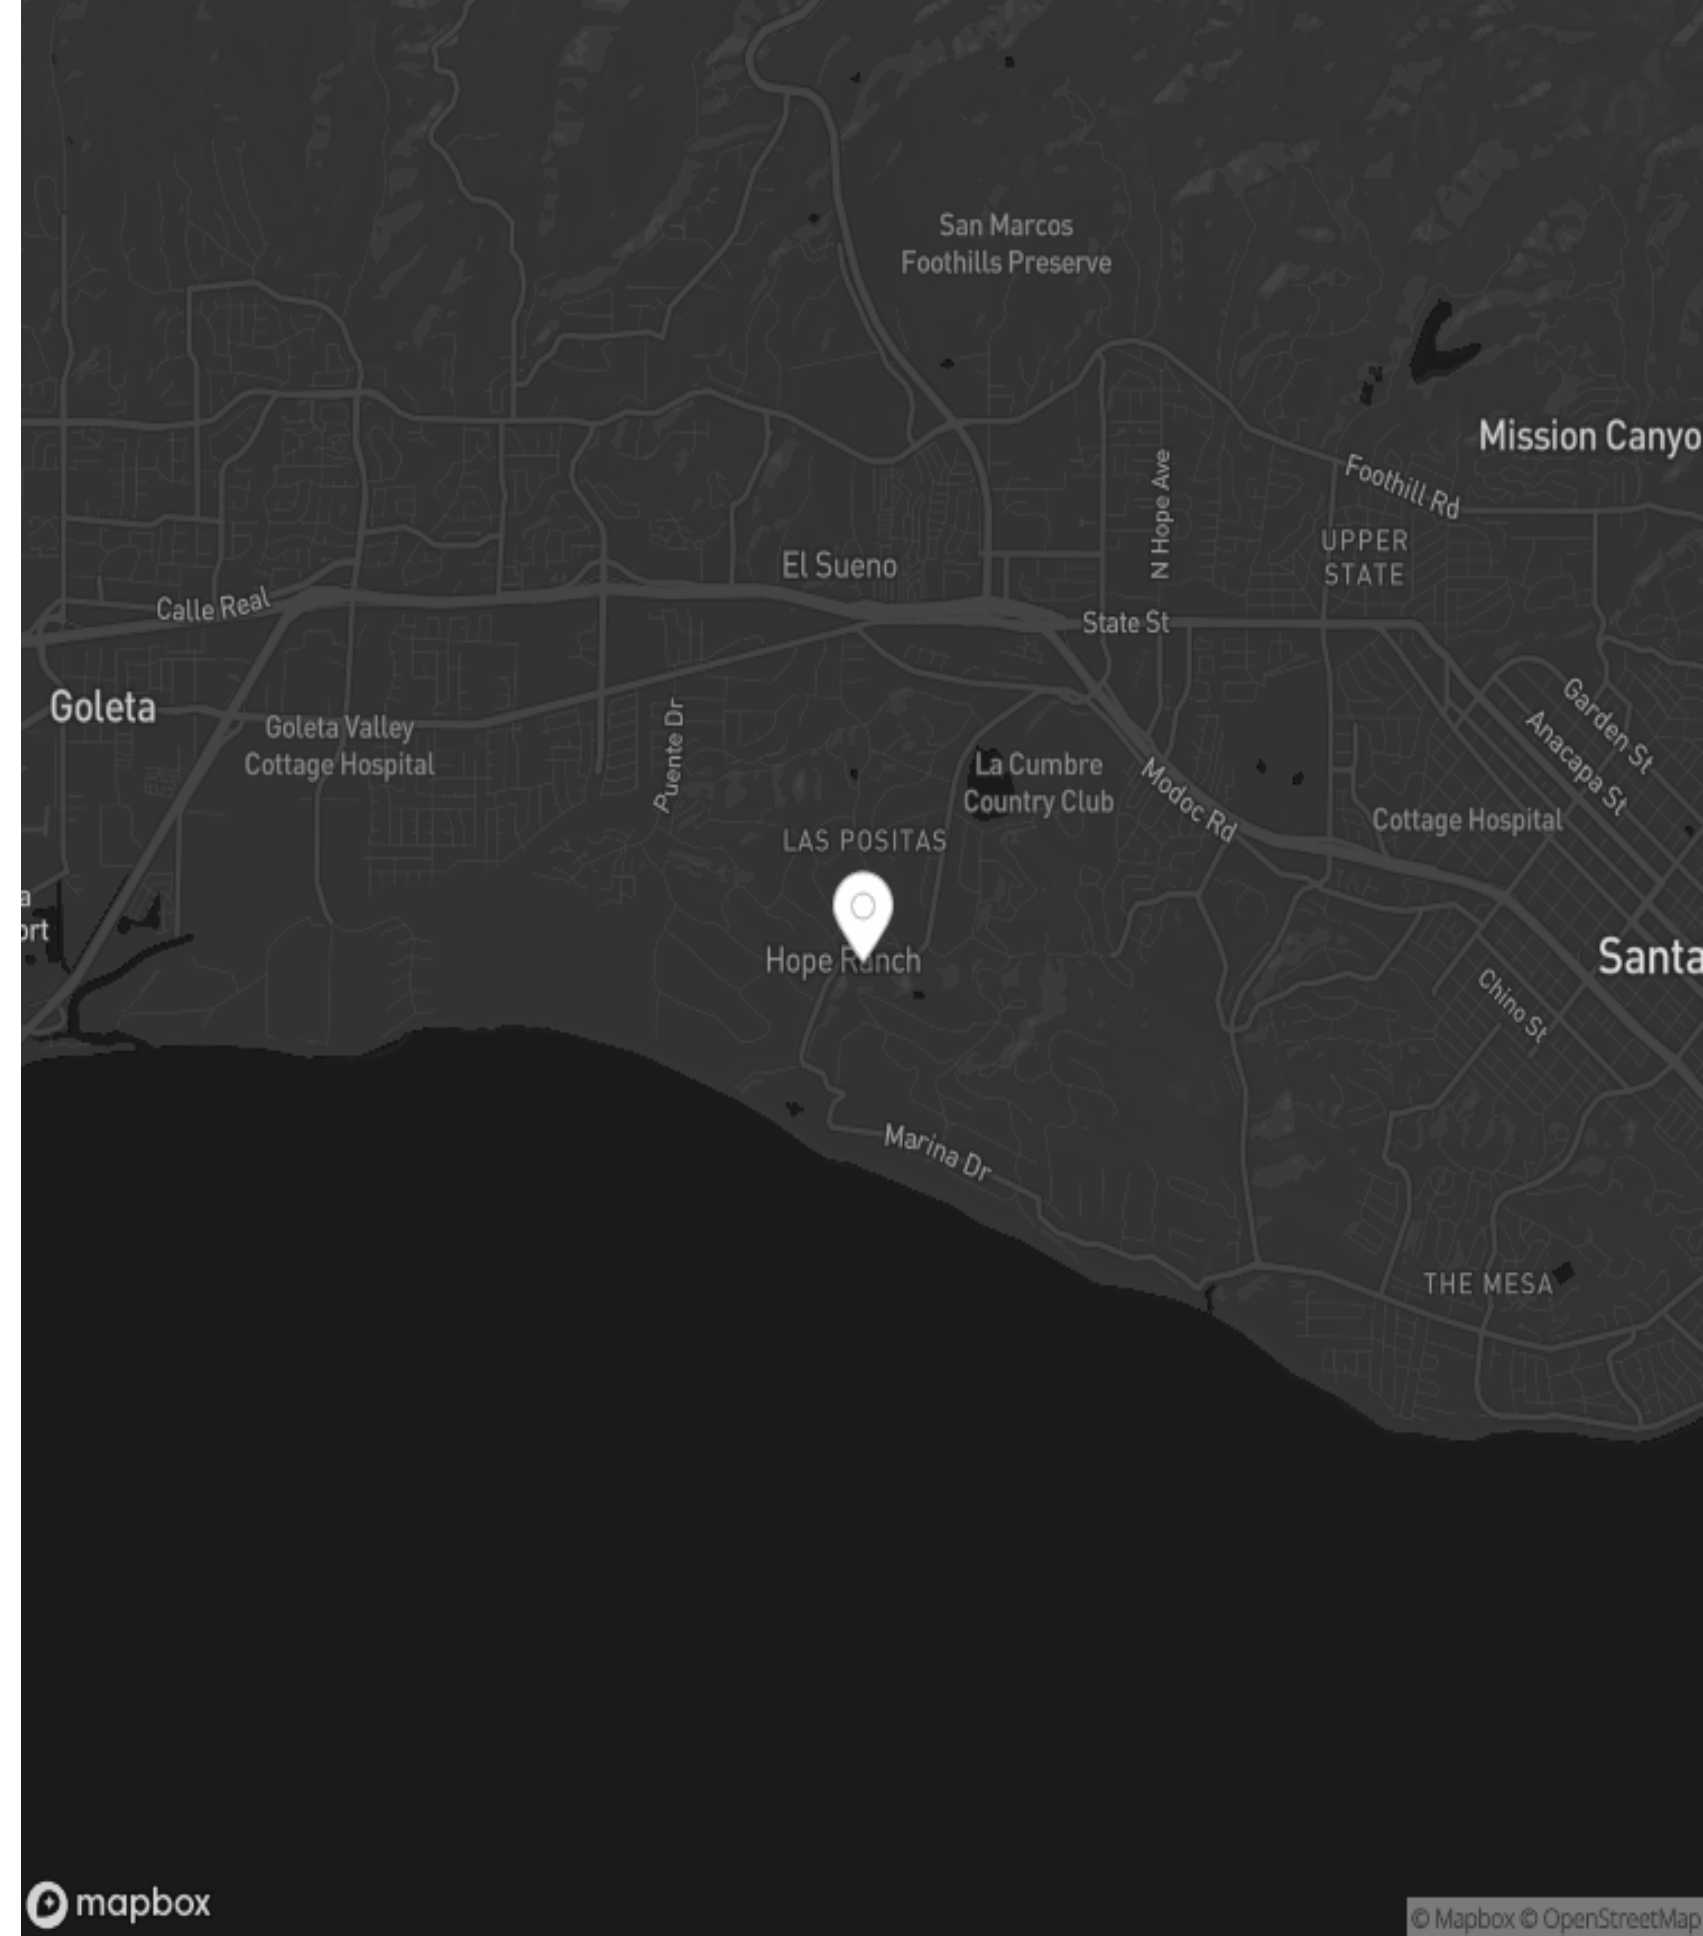 San Marcos
Foothills Preserve
Mission Canyo
Foothill Rd
N Hope Ave
UPPER
STATE
El Sueno
Calle Real
State St
Goleta
Goleta Valley
Cottage Hospital
Puente Dr
Garden St
Anacapa St
La Cumbre
Country Club
Modoc Rd
Cottage Hospital
LAS POSITAS
a
ort
Hope Ranch
Santa
Chino St
Marina Dr
THE MESA
mapbox
© Mapbox © OpenStreetMap